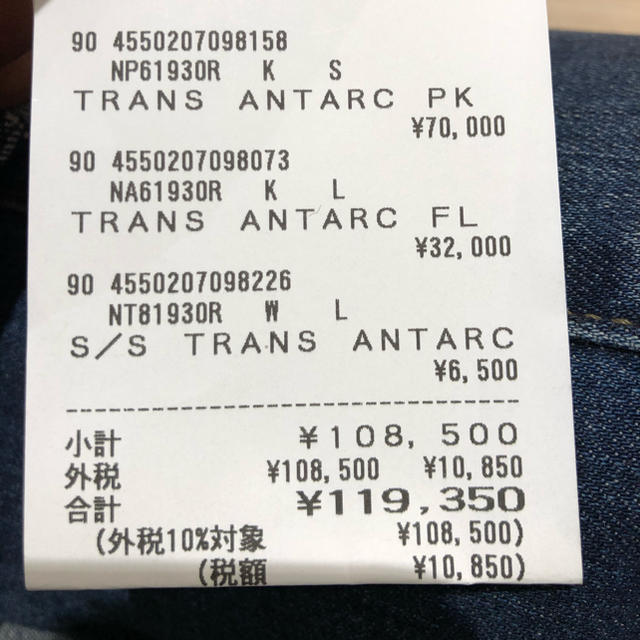 90 4550207098158
NP61930R K S
TRANS ANTARC PK
¥70,000
90 4550207098073
NA61930R K L
TRANS ANTARC FL
¥32,000
90 4550207098226
NT81930R W L
S/S TRANS ANTARC
¥6,500
小計 ¥108,500
外税 ¥108,500 ¥10,850
合計 ¥119,350
(外税10%対象 ¥108,500)
(税額 ¥10,850)